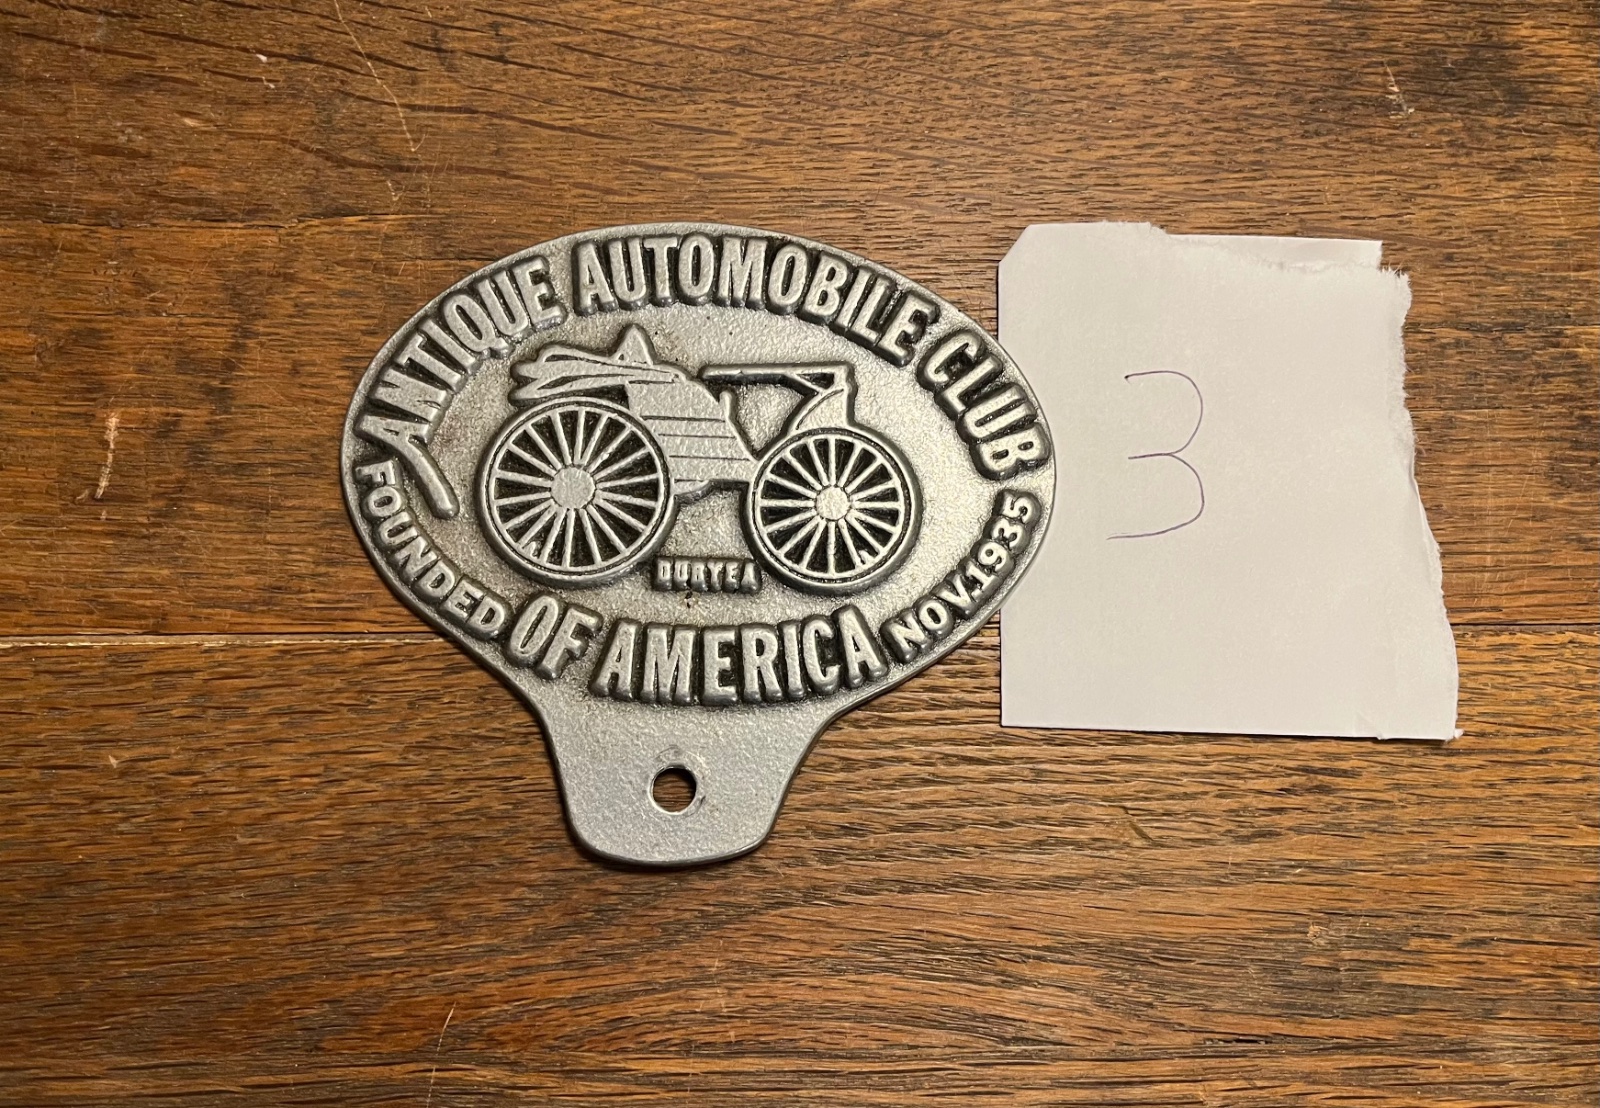 ANTIQUE AUTOMOBILE CLUB
DURYEA
FOUNDED OF AMERICA NOV.1935
3